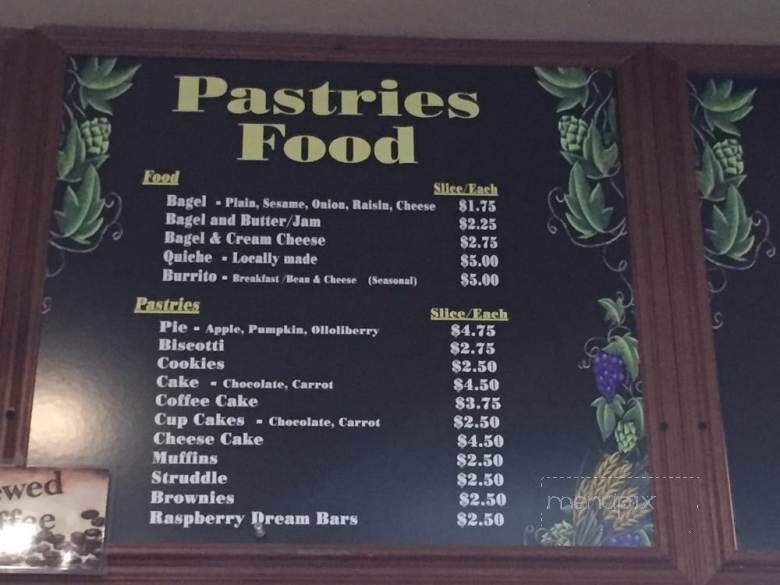 Pastries
Food
Food
Slice/Each
Bagel - Plain, Sesame, Onion, Raisin, Cheese $1.75
Bagel and Butter/Jam $2.25
Bagel & Cream Cheese $2.75
Quiche - Locally made $5.00
Burrito - Breakfast /Bean & Cheese (Seasonal) $5.00
Pastries
Slice/Each
Pie - Apple, Pumpkin, Olloliberry $4.75
Biscotti $2.75
Cookies $2.50
Cake - Chocolate, Carrot $4.50
Coffee Cake $3.75
Cup Cakes - Chocolate, Carrot $2.50
Cheese Cake $4.50
Muffins $2.50
Struddle $2.50
Brownies $2.50
Raspberry Dream Bars $2.50
ewed
ffee
menupix